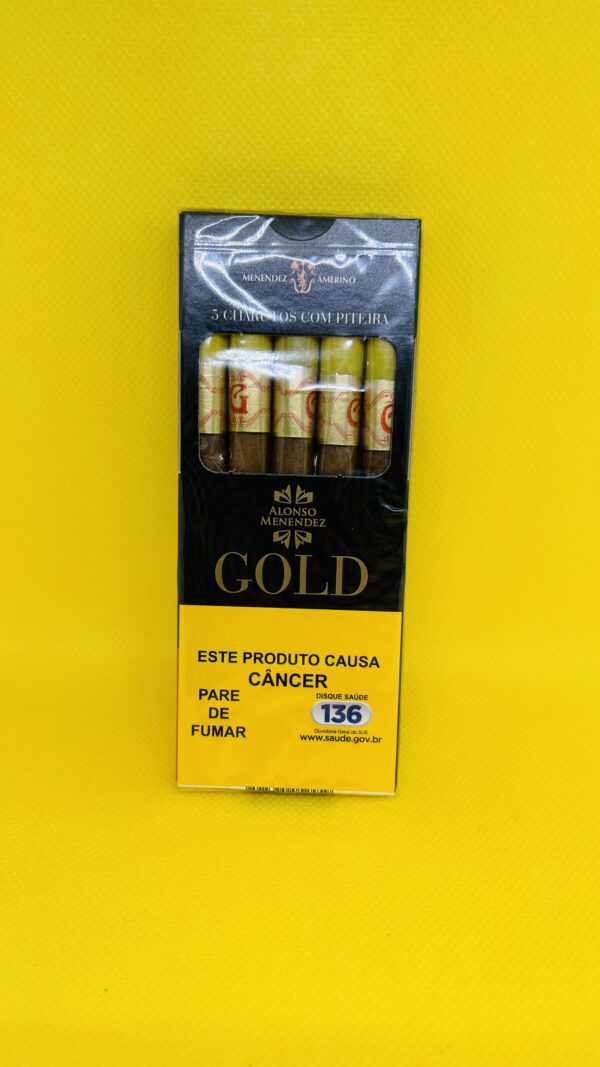 MENENDEZ AMERINO
5 CHARUTOS COM PITEIRA
G G G G
ALONSO
MENENDEZ
GOLD
ESTE PRODUTO CAUSA
CÂNCER
PARE
DE
FUMAR
DISQUE SAÚDE
136
Ouvidoria Geral do SUS
www.saude.gov.br